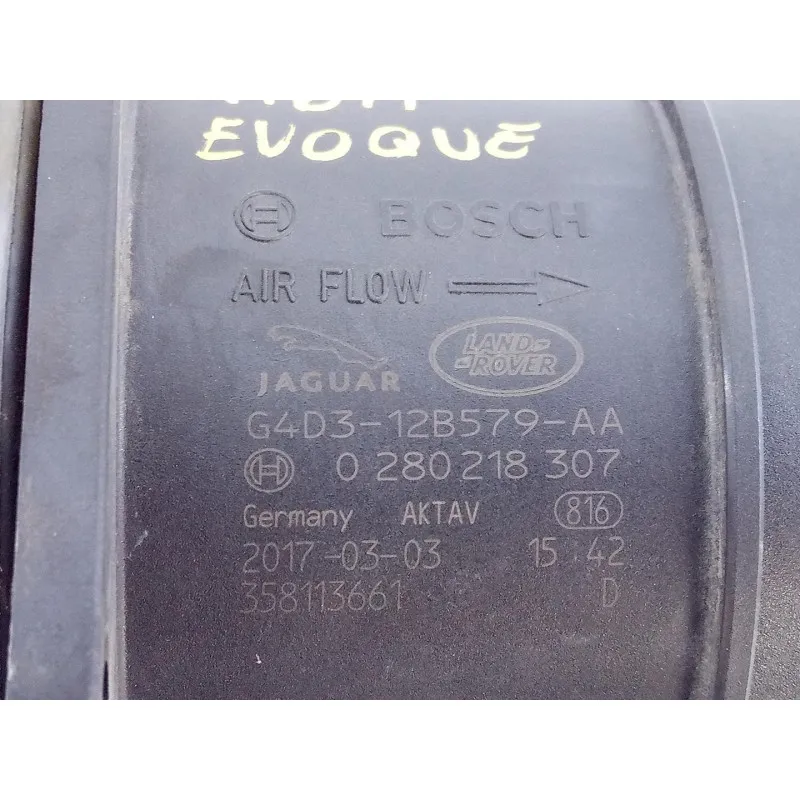 EVOQUE
BOSCH
AIR FLOW
JAGUAR LAND-ROVER
G4D3-12B579-AA
0 280 218 307
Germany AKTAV 816
2017-03-03 15:42
358113661 D